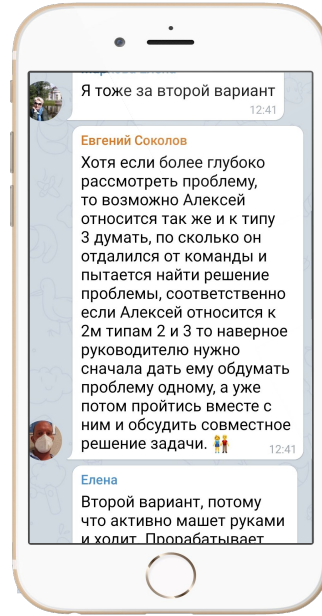 Я тоже за второй вариант
12:41
Евгений Соколов
Хотя если более глубоко
рассмотреть проблему,
то возможно Алексей
относится так же и к типу
3 думать, по сколько он
отдалился от команды и
пытается найти решение
проблемы, соответственно
если Алексей относится к
2м типам 2 и 3 то наверное
руководителю нужно
сначала дать ему обдумать
проблему одному, а уже
потом пройтись вместе с
ним и обсудить совместное
решение задачи. 👫
12:41
Елена
Второй вариант, потому
что активно машет руками
и ходит. Прорабатывает